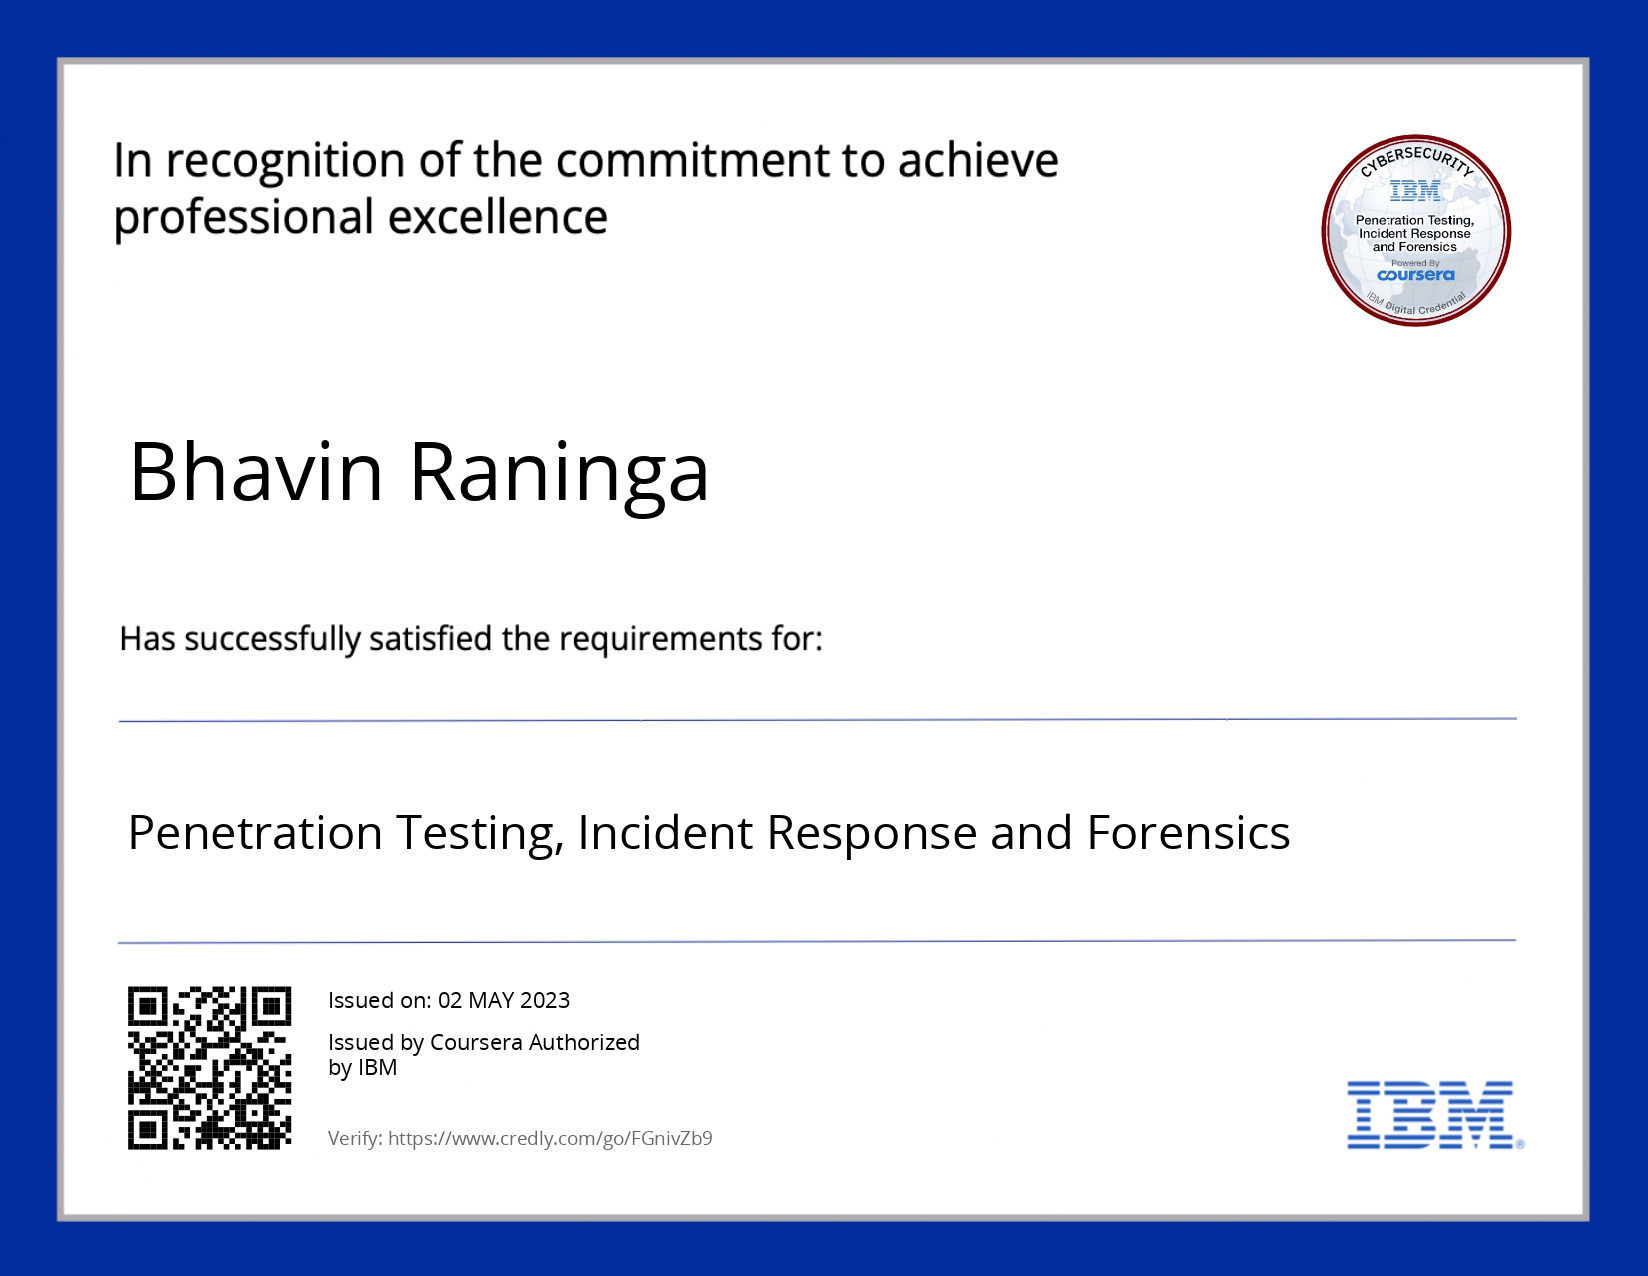 In recognition of the commitment to achieve
professional excellence
CYBERSECURITY
IBM
Penetration Testing,
Incident Response
and Forensics
Powered By
coursera
IBM Digital Credential
Bhavin Raninga
Has successfully satisfied the requirements for:
Penetration Testing, Incident Response and Forensics
Issued on: 02 MAY 2023
Issued by Coursera Authorized
by IBM
Verify: https://www.credly.com/go/FGnivZb9
IBM®